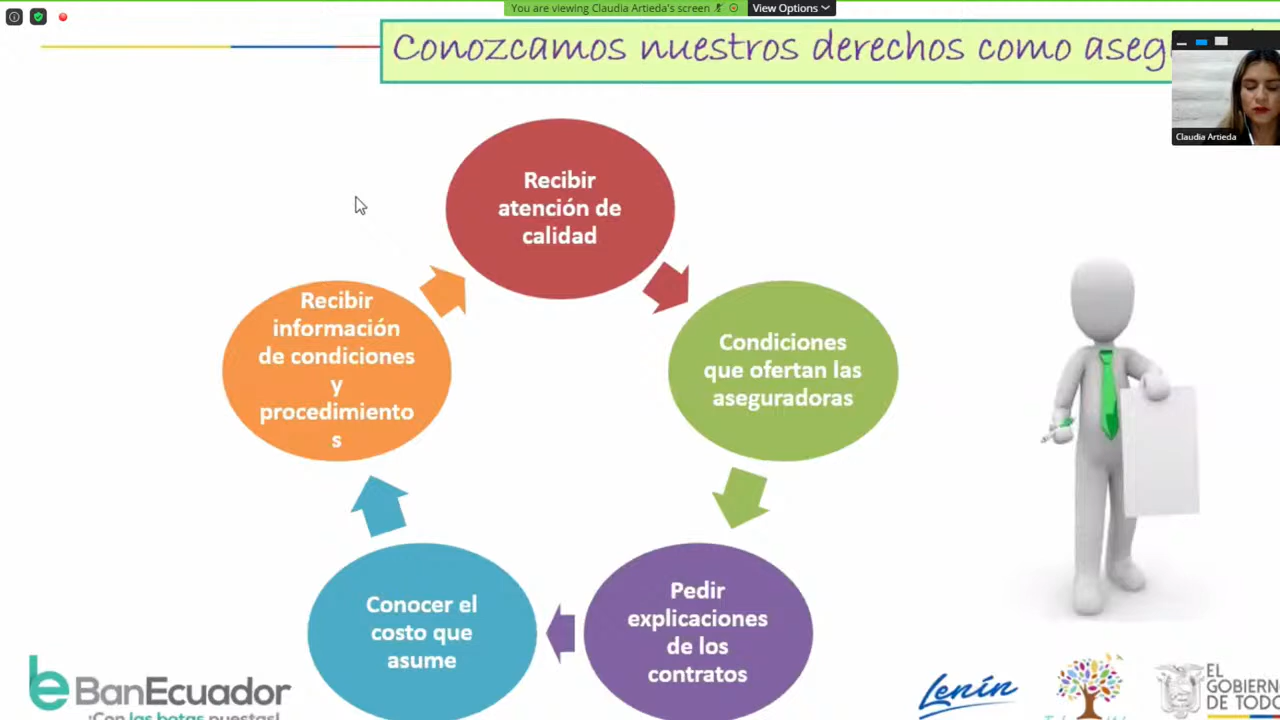 You are viewing Claudia Artieda's screen
View Options
Conozcamos nuestros derechos como aseg
Claudia Artieda
Recibir
atención de
calidad
Condiciones
que ofertan las
aseguradoras
Pedir
explicaciones
de los
contratos
Conocer el
costo que
asume
Recibir
información
de condiciones
y
procedimiento
s
BanEcuador
¡Con las botas puestas!
Lenín
EL
GOBIERN
DE TODO